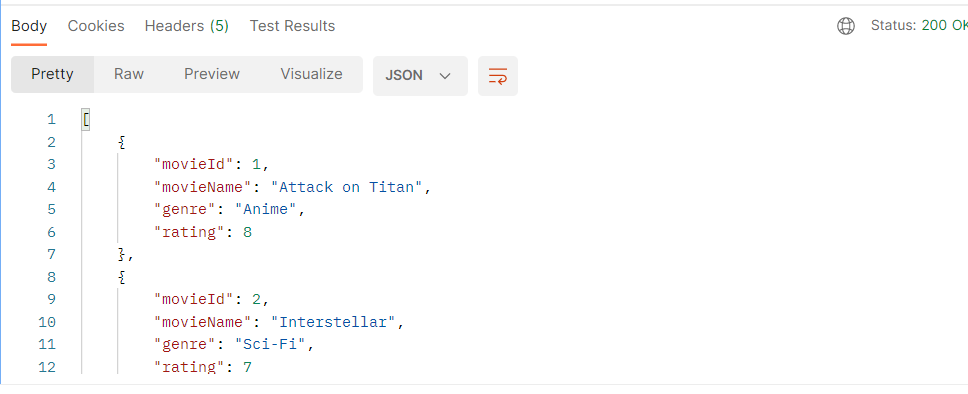 Body Cookies Headers (5) Test Results Status: 200 OK
Pretty Raw Preview Visualize JSON
1 [
2 {
3 "movieId": 1,
4 "movieName": "Attack on Titan",
5 "genre": "Anime",
6 "rating": 8
7 },
8 {
9 "movieId": 2,
10 "movieName": "Interstellar",
11 "genre": "Sci-Fi",
12 "rating": 7